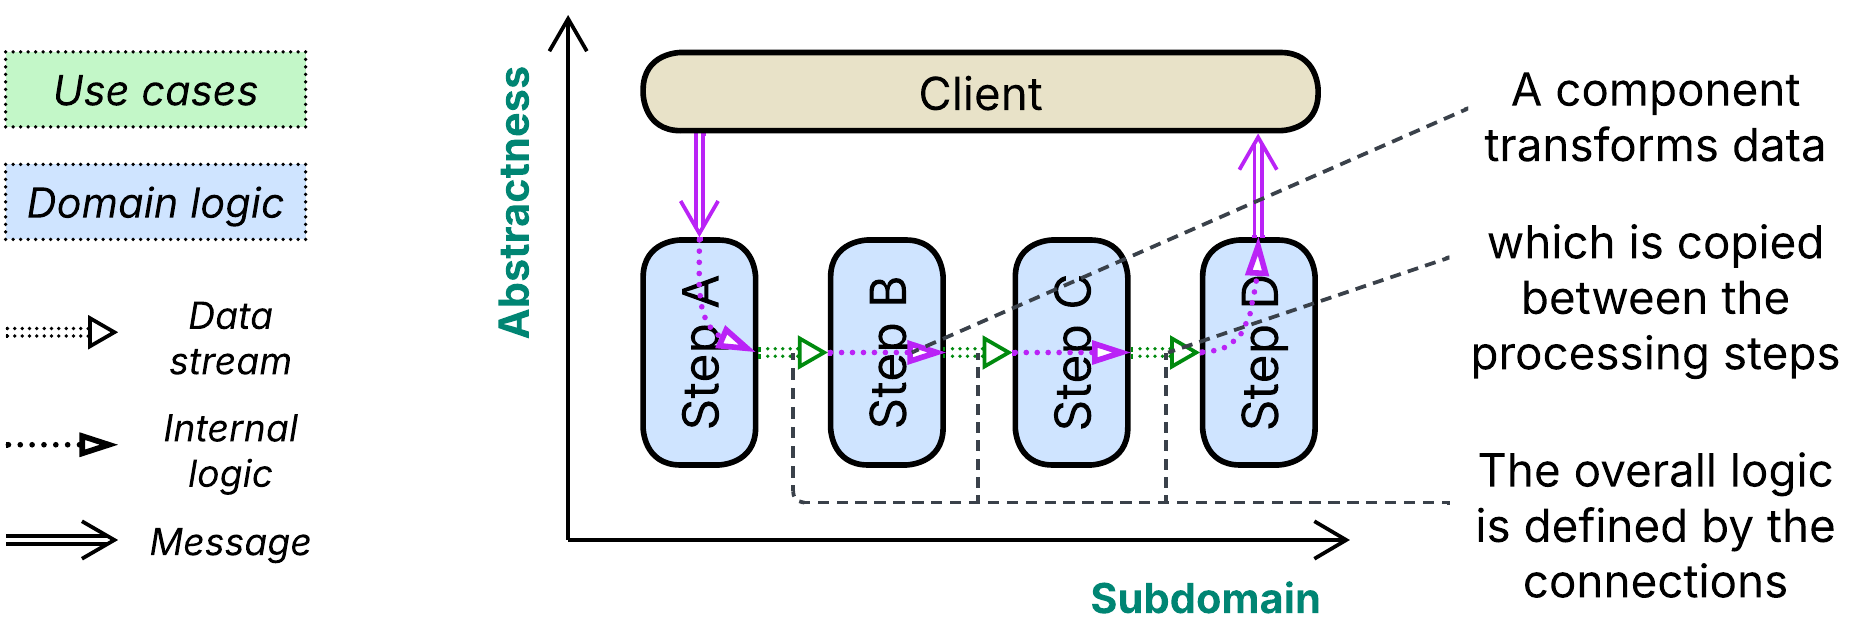 Use cases
Domain logic
Data
stream
Internal
logic
Message
Abstractness
Client
Step A
Step B
Step C
Step D
Subdomain
A component
transforms data
which is copied
between the
processing steps
The overall logic
is defined by the
connections